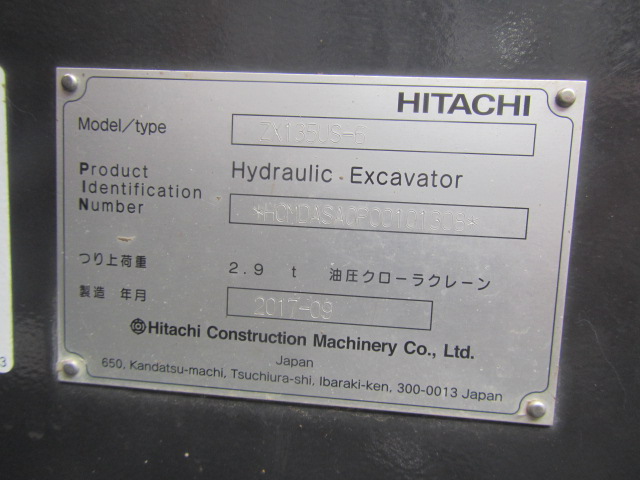 HITACHI
Model/type ZX135US-5
Hydraulic Excavator
Product
Identification
Number
つり上荷重 2.9 t 油圧クローラクレーン
製造 年月 2017-09
Hitachi Construction Machinery Co., Ltd.
Japan
650, Kandatsu-machi, Tsuchiura-shi, Ibaraki-ken, 300-0013 Japan
3